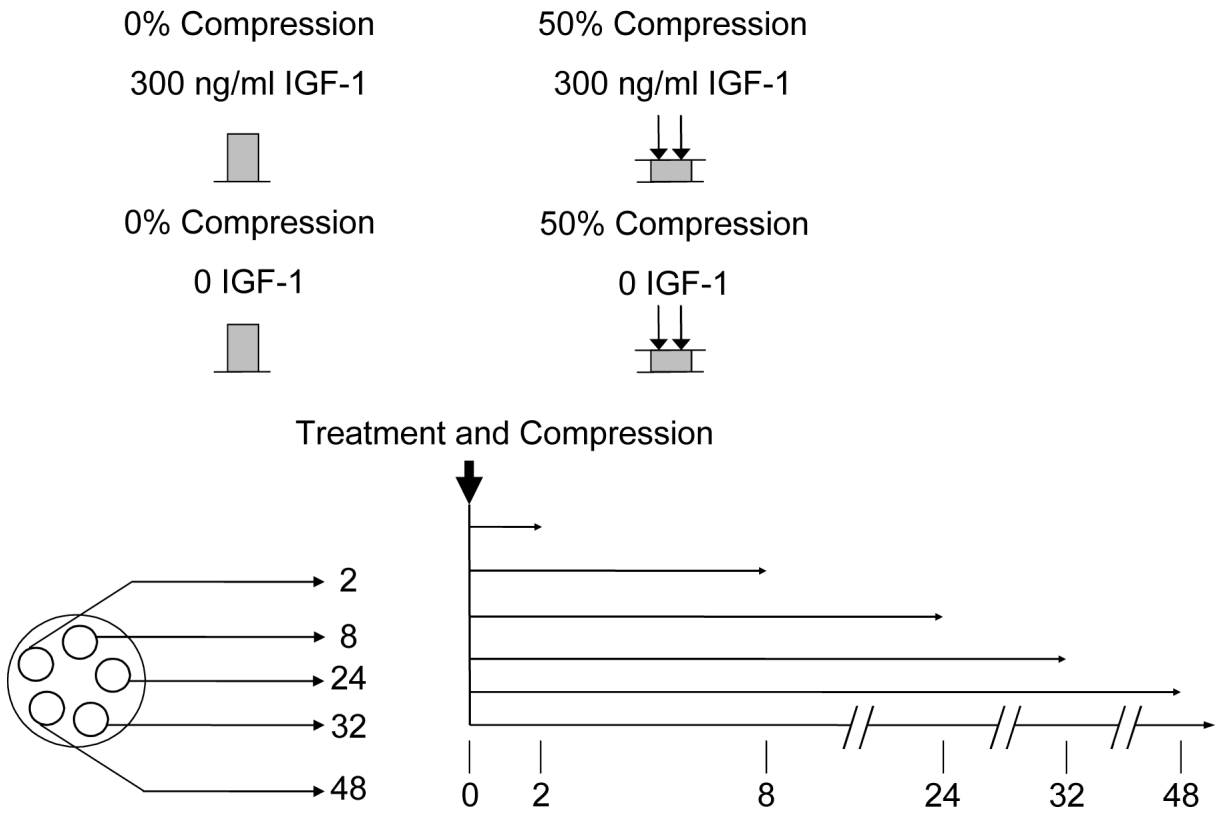 0% Compression
50% Compression
300 ng/ml IGF-1
300 ng/ml IGF-1
0% Compression
50% Compression
0 IGF-1
0 IGF-1
Treatment and Compression
2
8
24
32
48
0 2 8 24 32 48